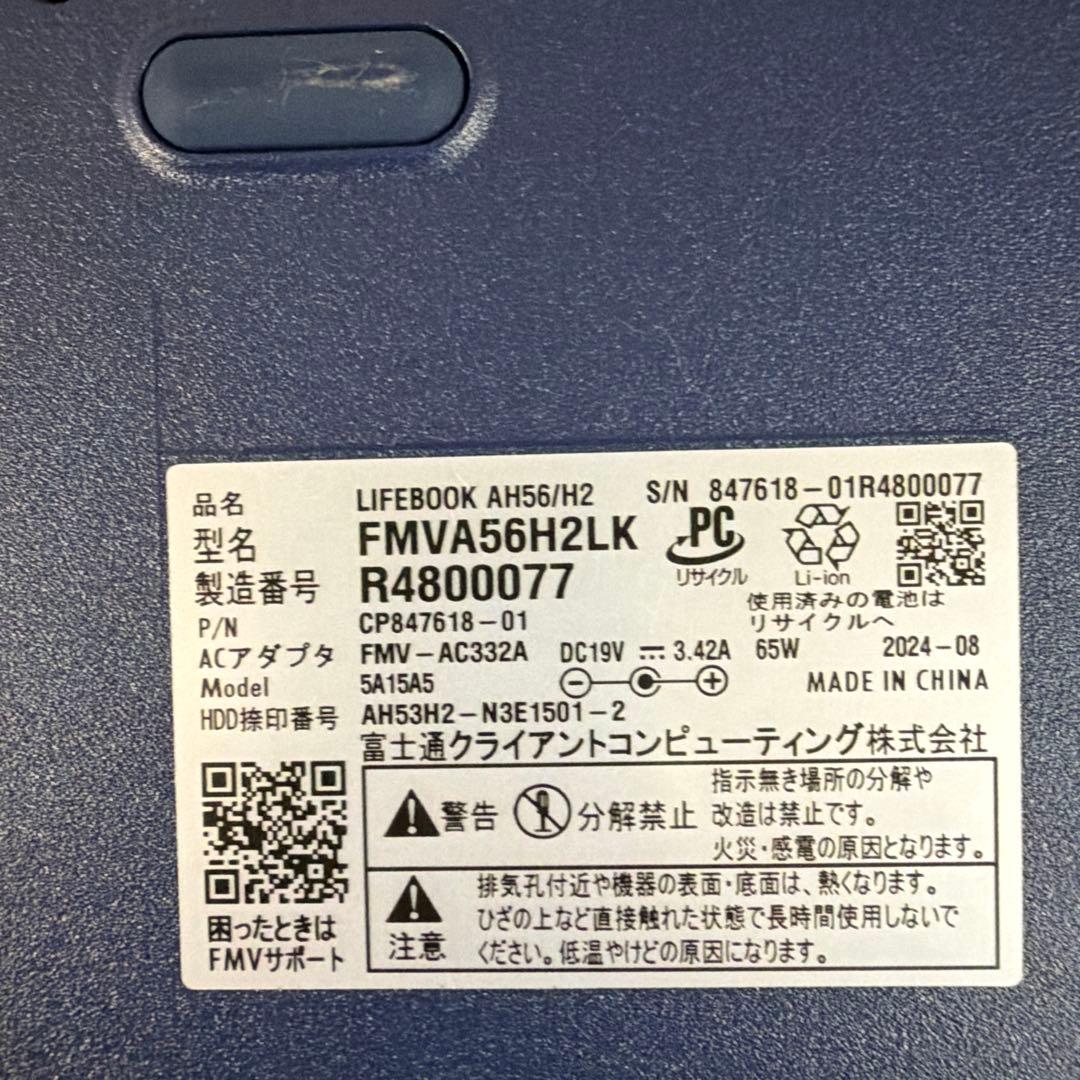 品名 LIFEBOOK AH56/H2 S/N 847618-01R4800077
型名 FMVA56H2LK
製造番号 R4800077
PC
リサイクル
Li-ion
使用済みの電池は
リサイクルへ
P/N CP847618-01
ACアダプタ FMV-AC332A DC19V 3.42A 65W 2024-08
Model 5A15A5
MADE IN CHINA
HDD捺印番号 AH53H2-N3E1501-2
富士通クライアントコンピューティング株式会社
警告 分解禁止
指示無き場所の分解や
改造は禁止です。
火災・感電の原因となります。
注意
排気孔付近や機器の表面・底面は、熱くなります。
ひざの上など直接触れた状態で長時間使用しないで
ください。低温やけどの原因になります。
困ったときは
FMVサポート